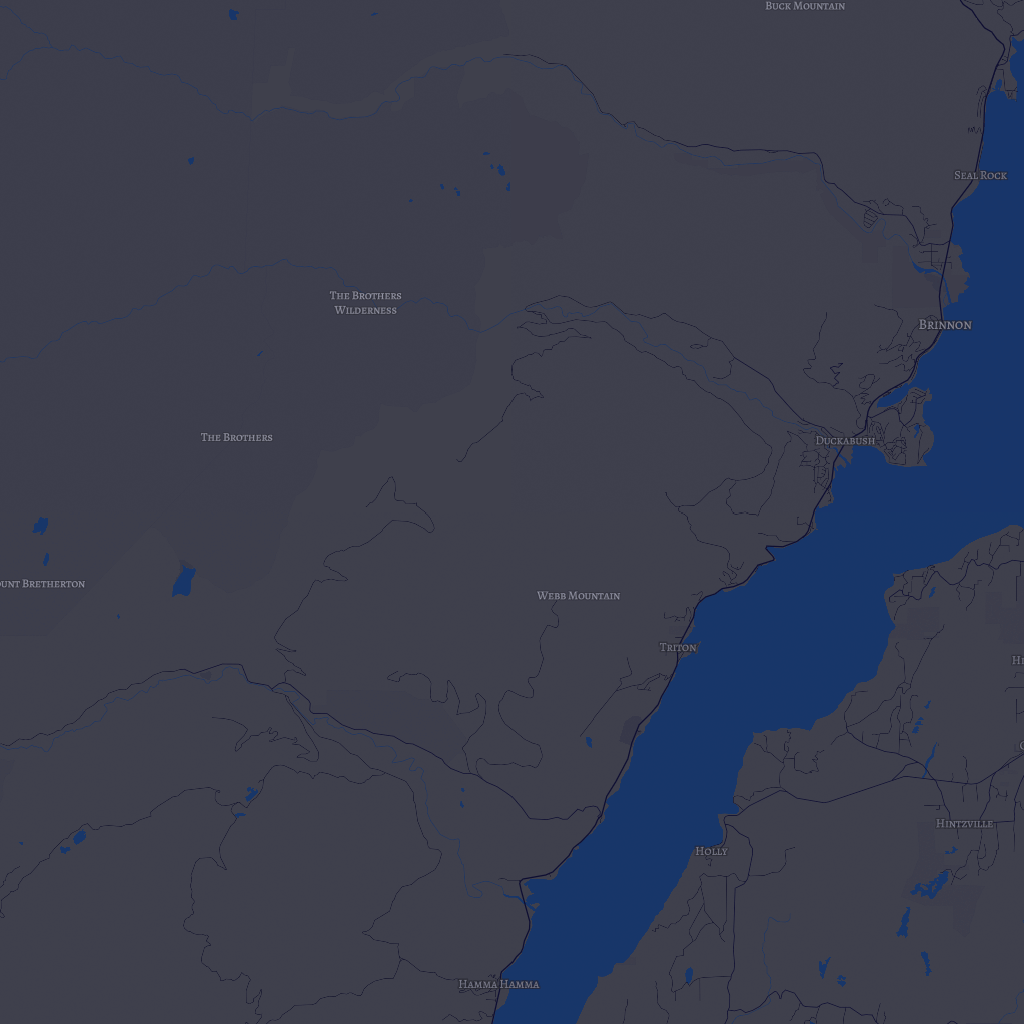 Buck Mountain
Seal Rock
The Brothers
Wilderness
Brinnon
The Brothers
Duckabush
unt Bretherton
Webb Mountain
Triton
Hintzville
Holly
Hamma Hamma